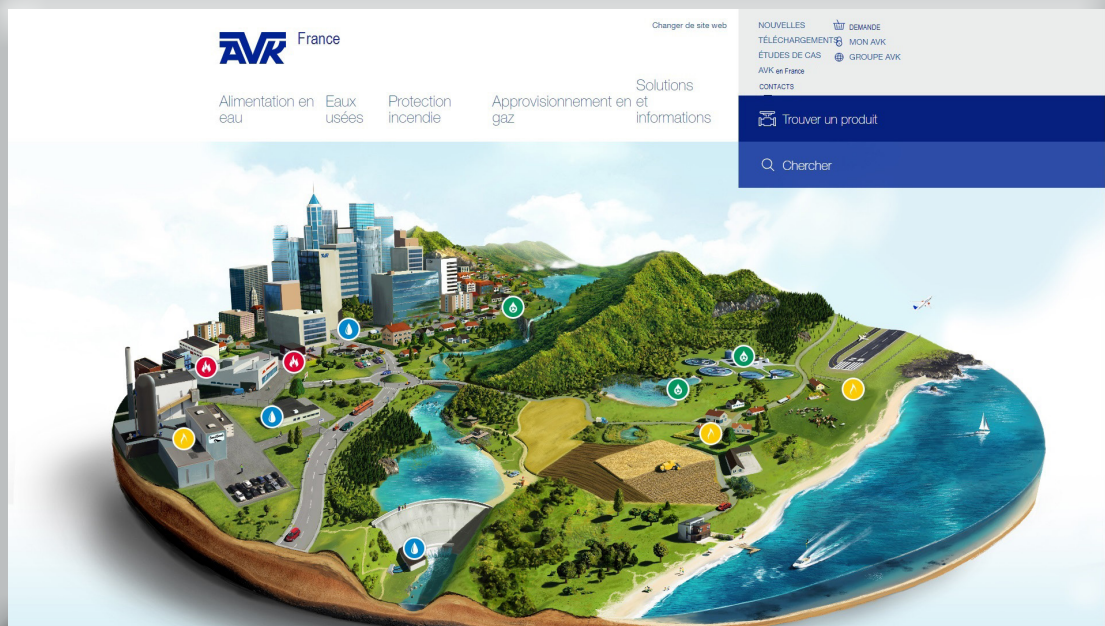 AVK
France
Changer de site web
Alimentation en
eau
Eaux
usées
Protection
incendie
Approvisionnement en
gaz
Solutions
et
informations
NOUVELLES
TÉLÉCHARGEMENTS
ÉTUDES DE CAS
AVK en France
CONTACTS
DEMANDE
MON AVK
GROUPE AVK
Trouver un produit
Chercher